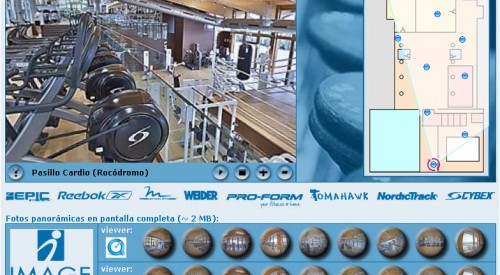 Pasillo Cardio (Rocódromo)
EPIC Reebok WEIDER PRO-FORM TOMAHAWK NordicTrack CYBEX
Fotos panorámicas en pantalla completa (~ 2 MB):
viewer:
IMAGE
viewer: